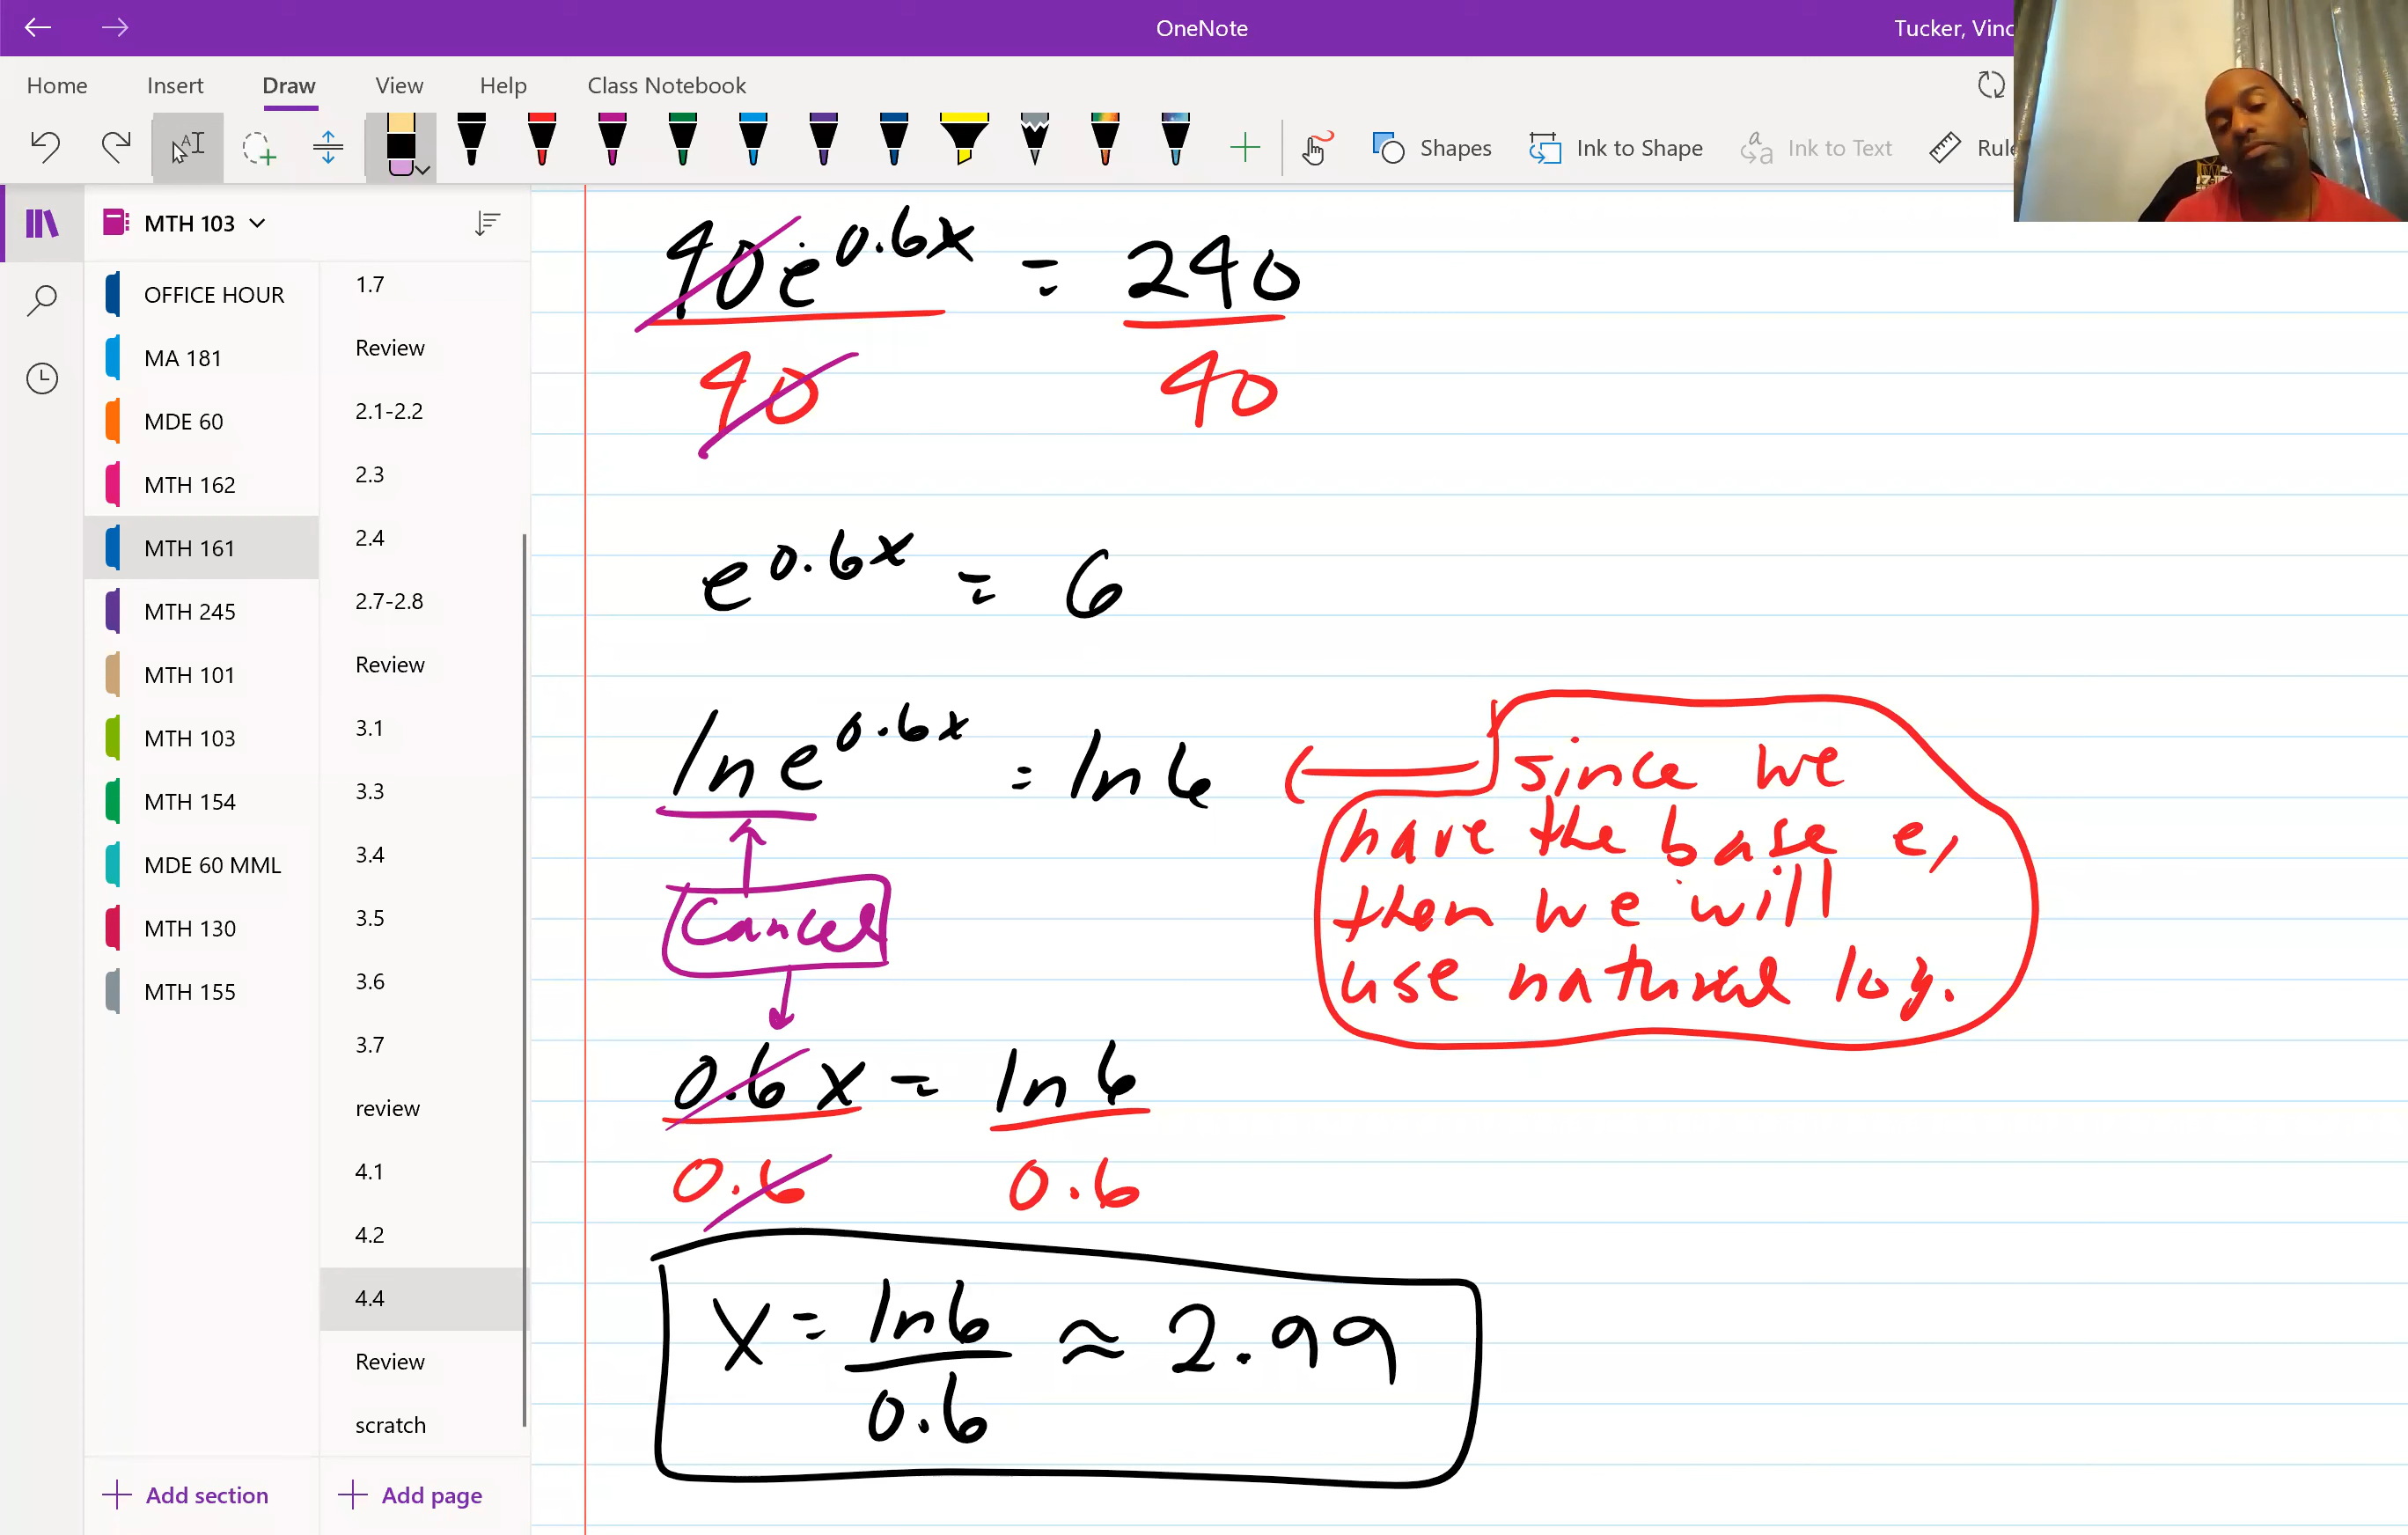 OneNote
Tucker, Vinc
Home Insert Draw View Help Class Notebook
Shapes Ink to Shape Ink to Text Rule
MTH 103
OFFICE HOUR
MA 181
MDE 60
MTH 162
MTH 161
MTH 245
MTH 101
MTH 103
MTH 154
MDE 60 MML
MTH 130
MTH 155
Add section
1.7
Review
2.1-2.2
2.3
2.4
2.7-2.8
Review
3.1
3.3
3.4
3.5
3.6
3.7
review
4.1
4.2
4.4
Review
scratch
Add page
40e^0.6x = 240
40 40
e^0.6x = 6
ln e^0.6x = ln 6
since we
have the base e,
then we will
use natural log.
Cancel
0.6x = ln 6
0.6 0.6
x = ln 6 / 0.6 ≈ 2.99